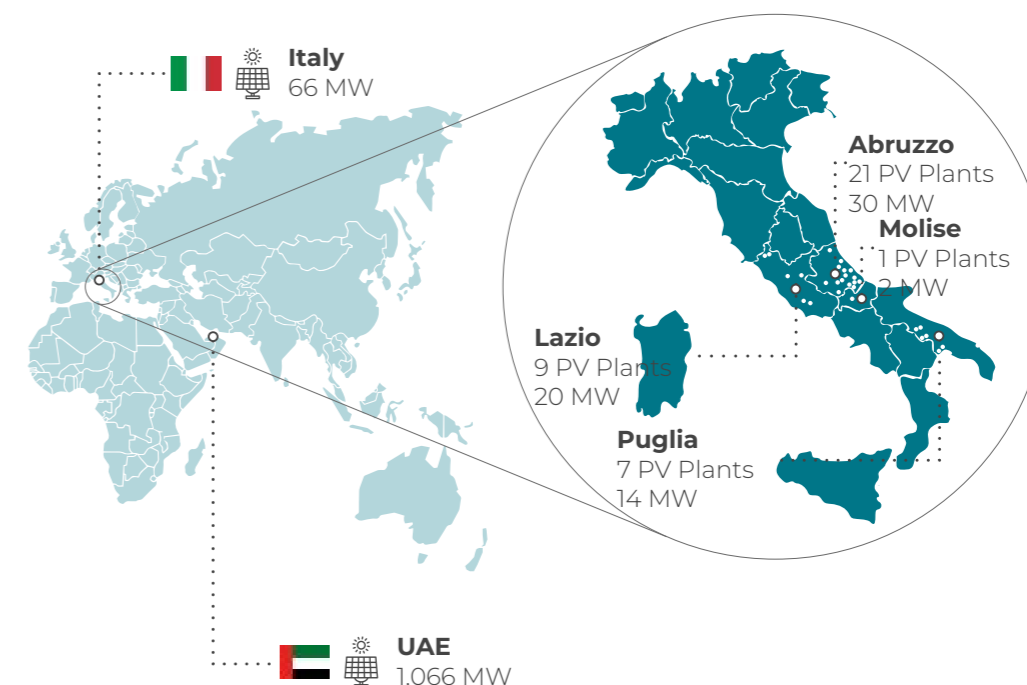 Italy
66 MW
Abruzzo
21 PV Plants
30 MW
Molise
1 PV Plants
2 MW
Lazio
9 PV Plants
20 MW
Puglia
7 PV Plants
14 MW
UAE
1.066 MW